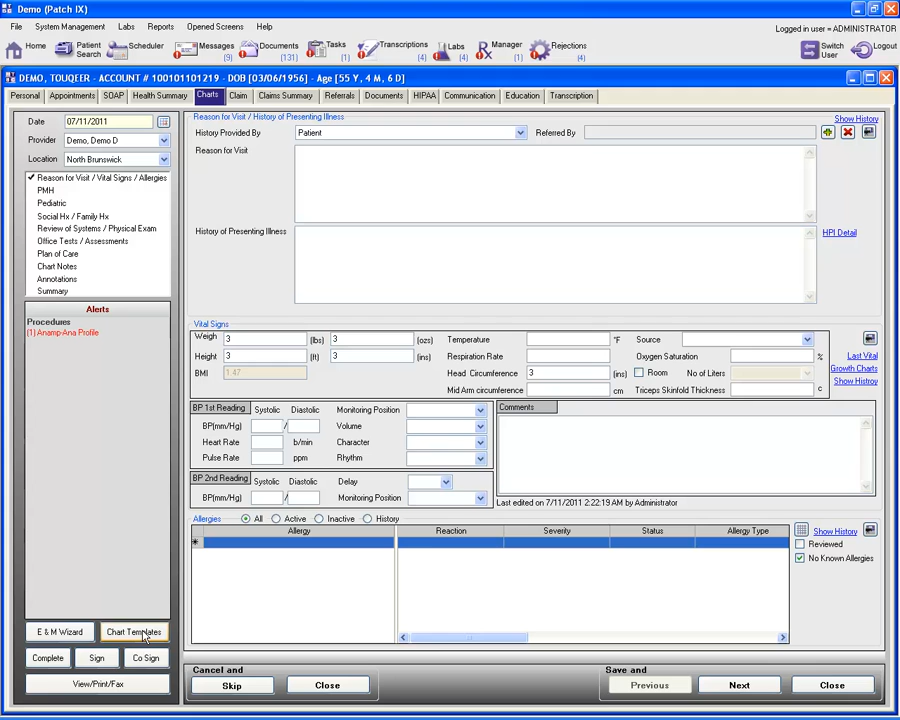 Demo (Patch IX)
File System Management Labs Reports Opened Screens Help
Logged in user = ADMINISTRATOR
Home Patient Search Scheduler Messages (9) Documents (131) Tasks (1) Transcriptions (4) Labs (4) Manager (1) Rejections (4) Switch User Logout
DEMO, TOUQEER - ACCOUNT # 100101101219 - DOB [03/06/1956] - Age [55 Y , 4 M, 6 D]
Personal Appointments SOAP Health Summary Charts Claim Claims Summary Referrals Documents HIPAA Communication Education Transcription
Date 07/11/2011
Provider Demo, Demo D
Location North Brunswick
Reason for Visit / Vital Signs / Allergies
PMH
Pediatric
Social Hx / Family Hx
Review of Systems / Physical Exam
Office Tests / Assessments
Plan of Care
Chart Notes
Annotations
Summary
Alerts
Procedures
(1) Anamp-Ana Profile
E & M Wizard Chart Templates
Complete Sign Co Sign
View/Print/Fax
Reason for Visit / History of Presenting Illness Show History
History Provided By Patient Referred By
Reason for Visit
History of Presenting Illness HPI Detail
Vital Signs
Weigh 3 (lbs) 3 (ozs) Temperature °F Source
Height 3 (ft) 3 (ins) Respiration Rate Oxygen Saturation % Last Vital
BMI 1.47 Head Circumference 3 (ins) Room No of Liters Growth Charts
Mid Arm circumference cm Triceps Skinfold Thickness c Show Histroy
BP 1st Reading Systolic Diastolic Monitoring Position Comments
BP(mm/Hg) / Volume
Heart Rate b/min Character
Pulse Rate ppm Rhythm
BP 2nd Reading Systolic Diastolic Delay
BP(mm/Hg) / Monitoring Position Last edited on 7/11/2011 2:22:19 AM by Administrator
Allergies All Active Inactive History
Allergy Reaction Severity Status Allergy Type Show History
Reviewed
No Known Allergies
Cancel and Save and
Skip Close Previous Next Close